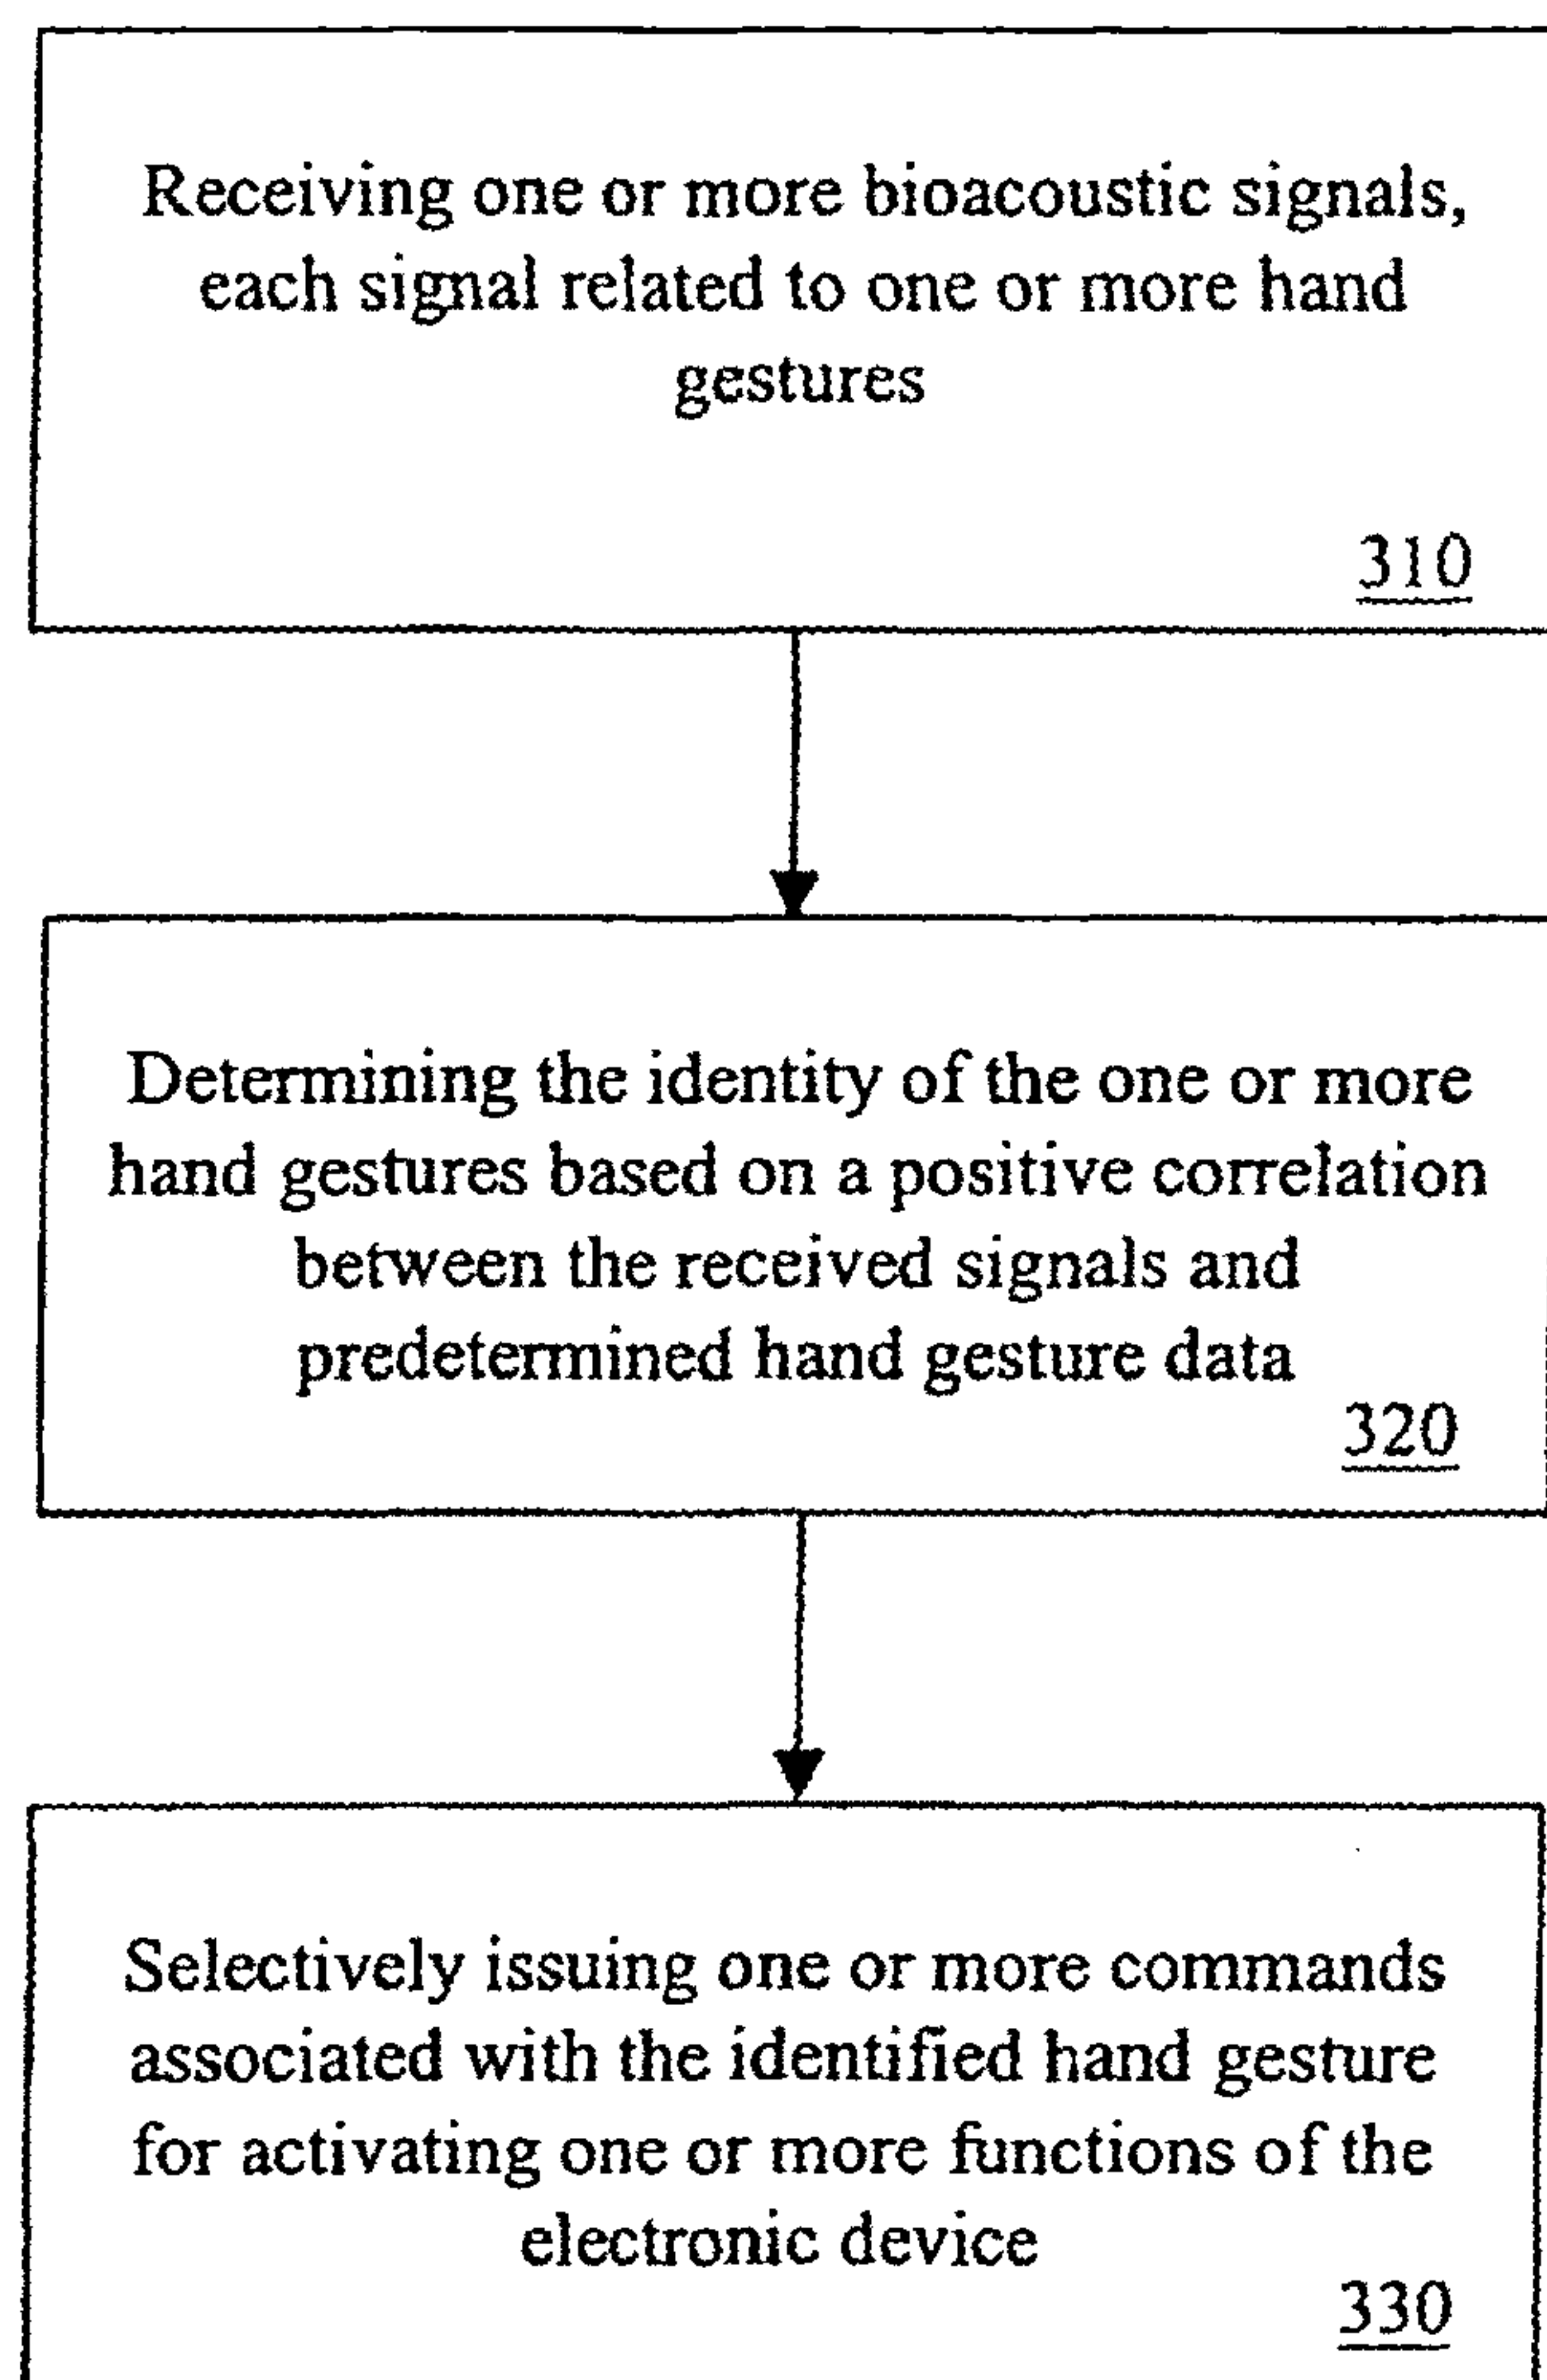 Receiving one or more bioacoustic signals,
each signal related to one or more hand
gestures
310
Determining the identity of the one or more
hand gestures based on a positive correlation
between the received signals and
predetermined hand gesture data
320
Selectively issuing one or more commands
associated with the identified hand gesture
for activating one or more functions of the
electronic device
330